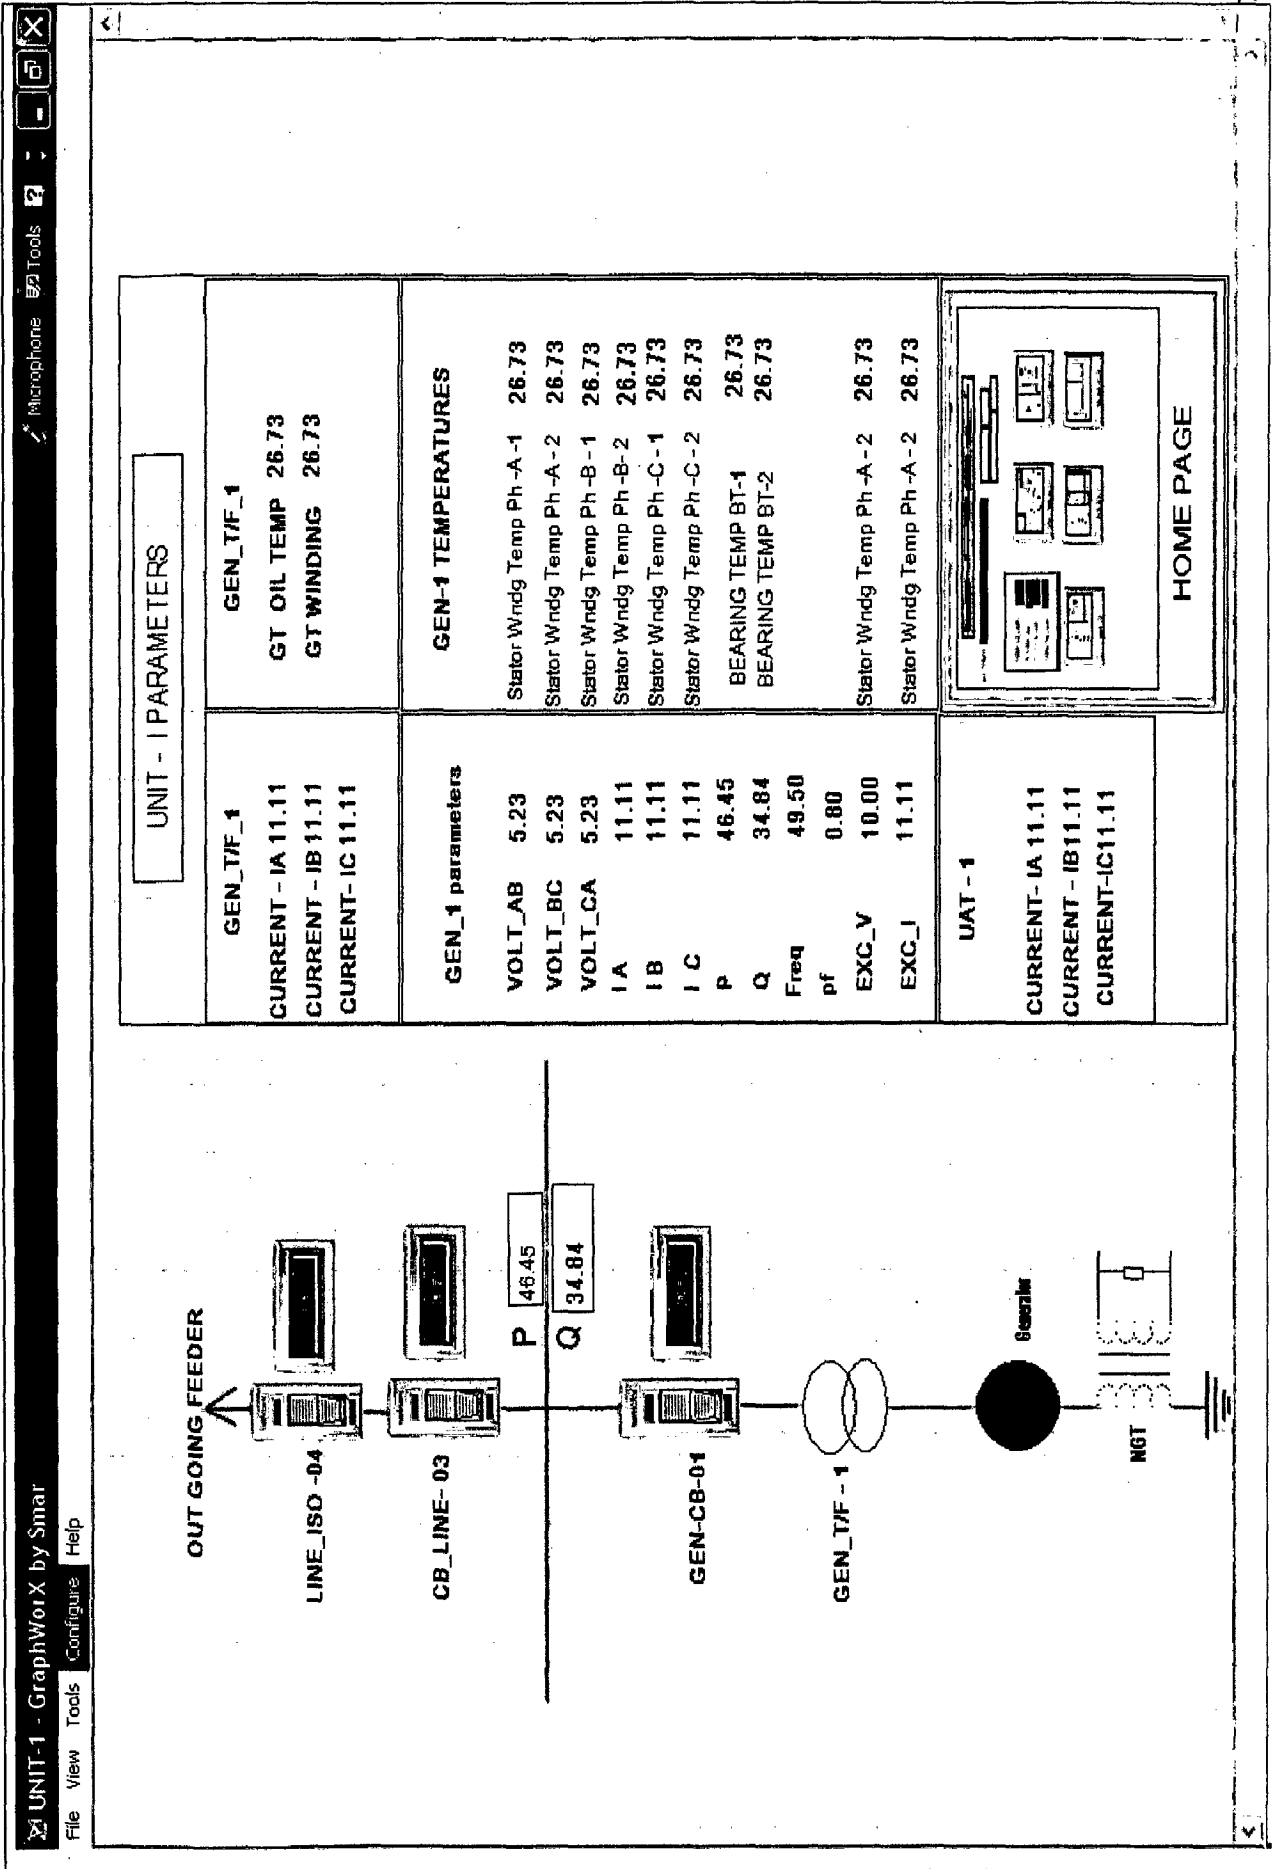 UNIT-1 - GraphWorX by Smar
Microphone Tools ?
File View Tools Configure Help
OUT GOING FEEDER
LINE_ISO -04
CB_LINE- 03
P 46.45
Q 34.84
GEN-CB-01
GEN_T/F - 1
Generator
NGT
UNIT - I PARAMETERS
GEN_T/F_1
CURRENT - IA 11.11
CURRENT - IB 11.11
CURRENT- IC 11.11
GEN_T/F_1
GT OIL TEMP 26.73
GT WINDING 26.73
GEN_1 parameters
VOLT_AB 5.23
VOLT_BC 5.23
VOLT_CA 5.23
I A 11.11
I B 11.11
I C 11.11
P 46.45
Q 34.84
Freq 49.50
pf 0.80
EXC_V 10.00
EXC_I 11.11
GEN-1 TEMPERATURES
Stator Wndg Temp Ph -A -1 26.73
Stator Wndg Temp Ph -A - 2 26.73
Stator Wndg Temp Ph -B - 1 26.73
Stator Wndg Temp Ph -B- 2 26.73
Stator Wndg Temp Ph -C - 1 26.73
Stator Wndg Temp Ph -C - 2 26.73
BEARING TEMP BT-1 26.73
BEARING TEMP BT-2 26.73
Stator Wndg Temp Ph -A - 2 26.73
Stator Wndg Temp Ph -A - 2 26.73
UAT - 1
CURRENT- IA 11.11
CURRENT - IB 11.11
CURRENT-IC 11.11
HOME PAGE